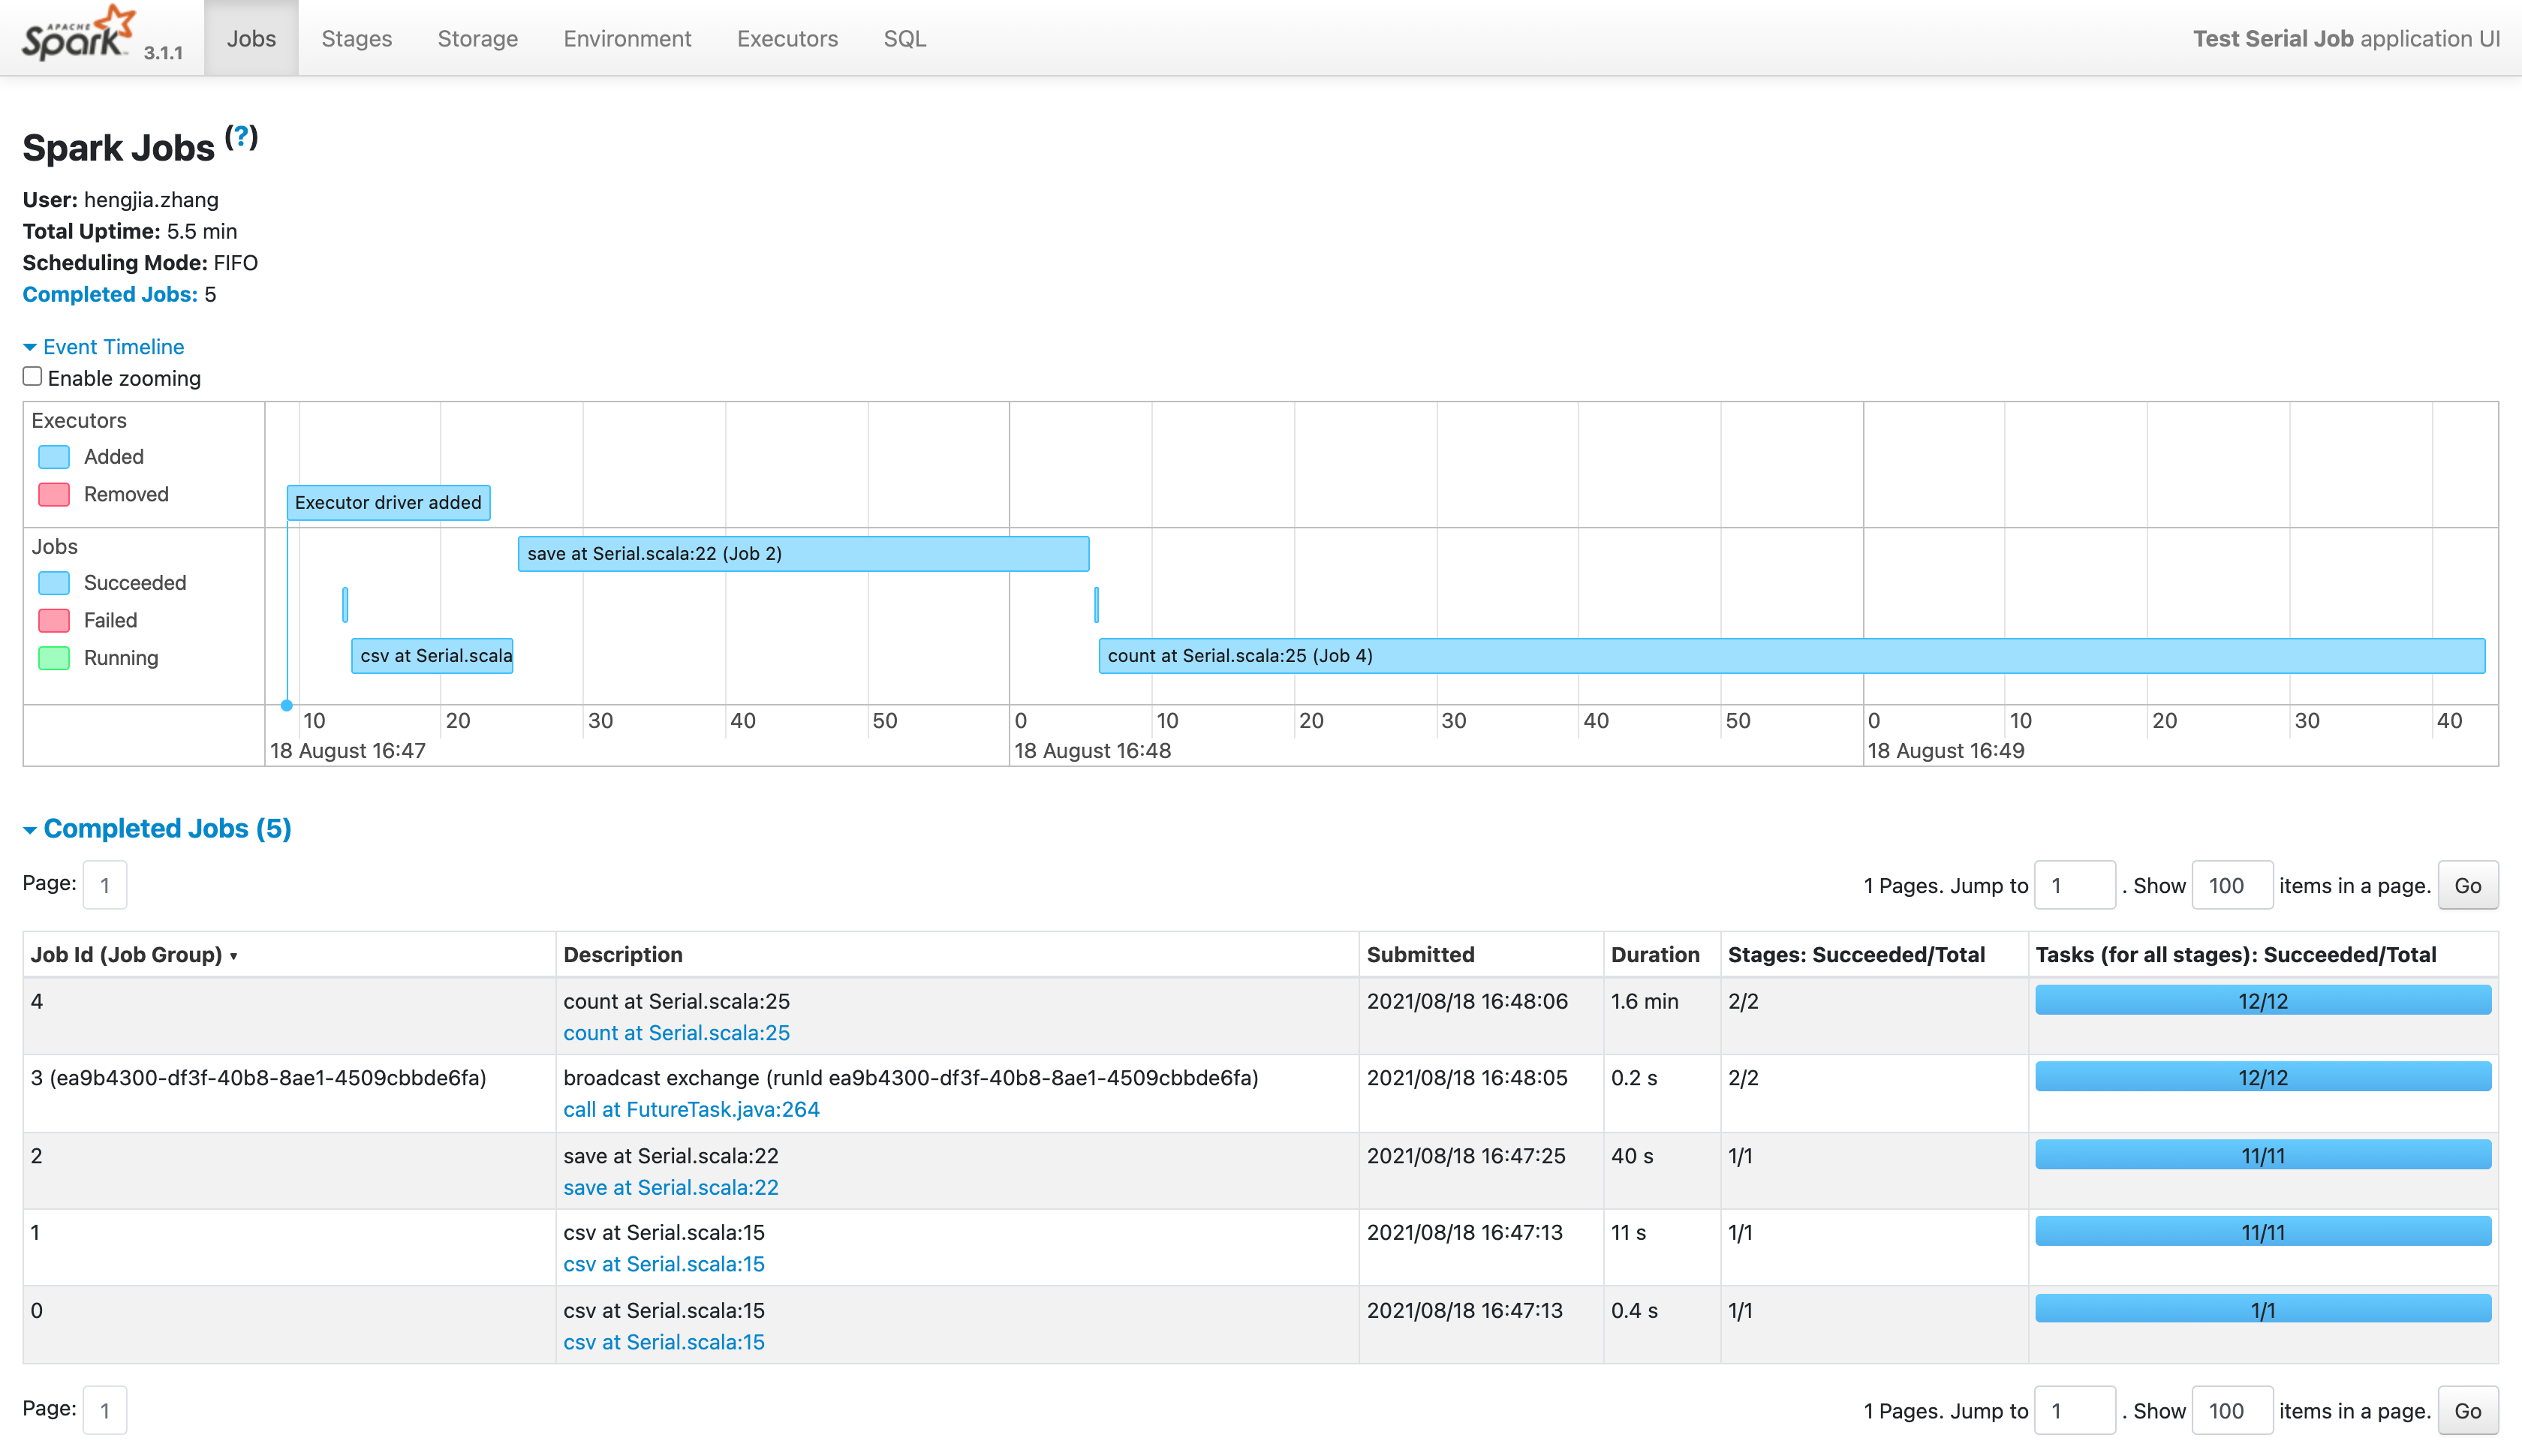 APACHE
Spark 3.1.1 Jobs Stages Storage Environment Executors SQL Test Serial Job application UI
Spark Jobs (?)
User: hengjia.zhang
Total Uptime: 5.5 min
Scheduling Mode: FIFO
Completed Jobs: 5
Event Timeline
Enable zooming
Executors
Added
Removed
Executor driver added
Jobs
Succeeded
Failed
Running
save at Serial.scala:22 (Job 2)
csv at Serial.scala
count at Serial.scala:25 (Job 4)
10 20 30 40 50 0 10 20 30 40 50 0 10 20 30 40
18 August 16:47 18 August 16:48 18 August 16:49
Completed Jobs (5)
Page: 1 1 Pages. Jump to 1 . Show 100 items in a page. Go
Job Id (Job Group) ▾ Description Submitted Duration Stages: Succeeded/Total Tasks (for all stages): Succeeded/Total
4 count at Serial.scala:25 2021/08/18 16:48:06 1.6 min 2/2 12/12
count at Serial.scala:25
3 (ea9b4300-df3f-40b8-8ae1-4509cbbde6fa) broadcast exchange (runId ea9b4300-df3f-40b8-8ae1-4509cbbde6fa) 2021/08/18 16:48:05 0.2 s 2/2 12/12
call at FutureTask.java:264
2 save at Serial.scala:22 2021/08/18 16:47:25 40 s 1/1 11/11
save at Serial.scala:22
1 csv at Serial.scala:15 2021/08/18 16:47:13 11 s 1/1 11/11
csv at Serial.scala:15
0 csv at Serial.scala:15 2021/08/18 16:47:13 0.4 s 1/1 1/1
csv at Serial.scala:15
Page: 1 1 Pages. Jump to 1 . Show 100 items in a page. Go